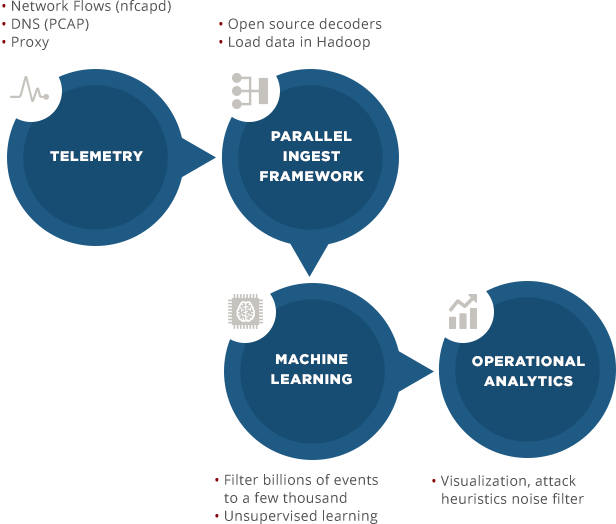 • Network Flows (nfcapd)
• DNS (PCAP)
• Proxy
• Open source decoders
• Load data in Hadoop
TELEMETRY
PARALLEL
INGEST
FRAMEWORK
MACHINE
LEARNING
OPERATIONAL
ANALYTICS
• Filter billions of events
to a few thousand
• Unsupervised learning
• Visualization, attack
heuristics noise filter